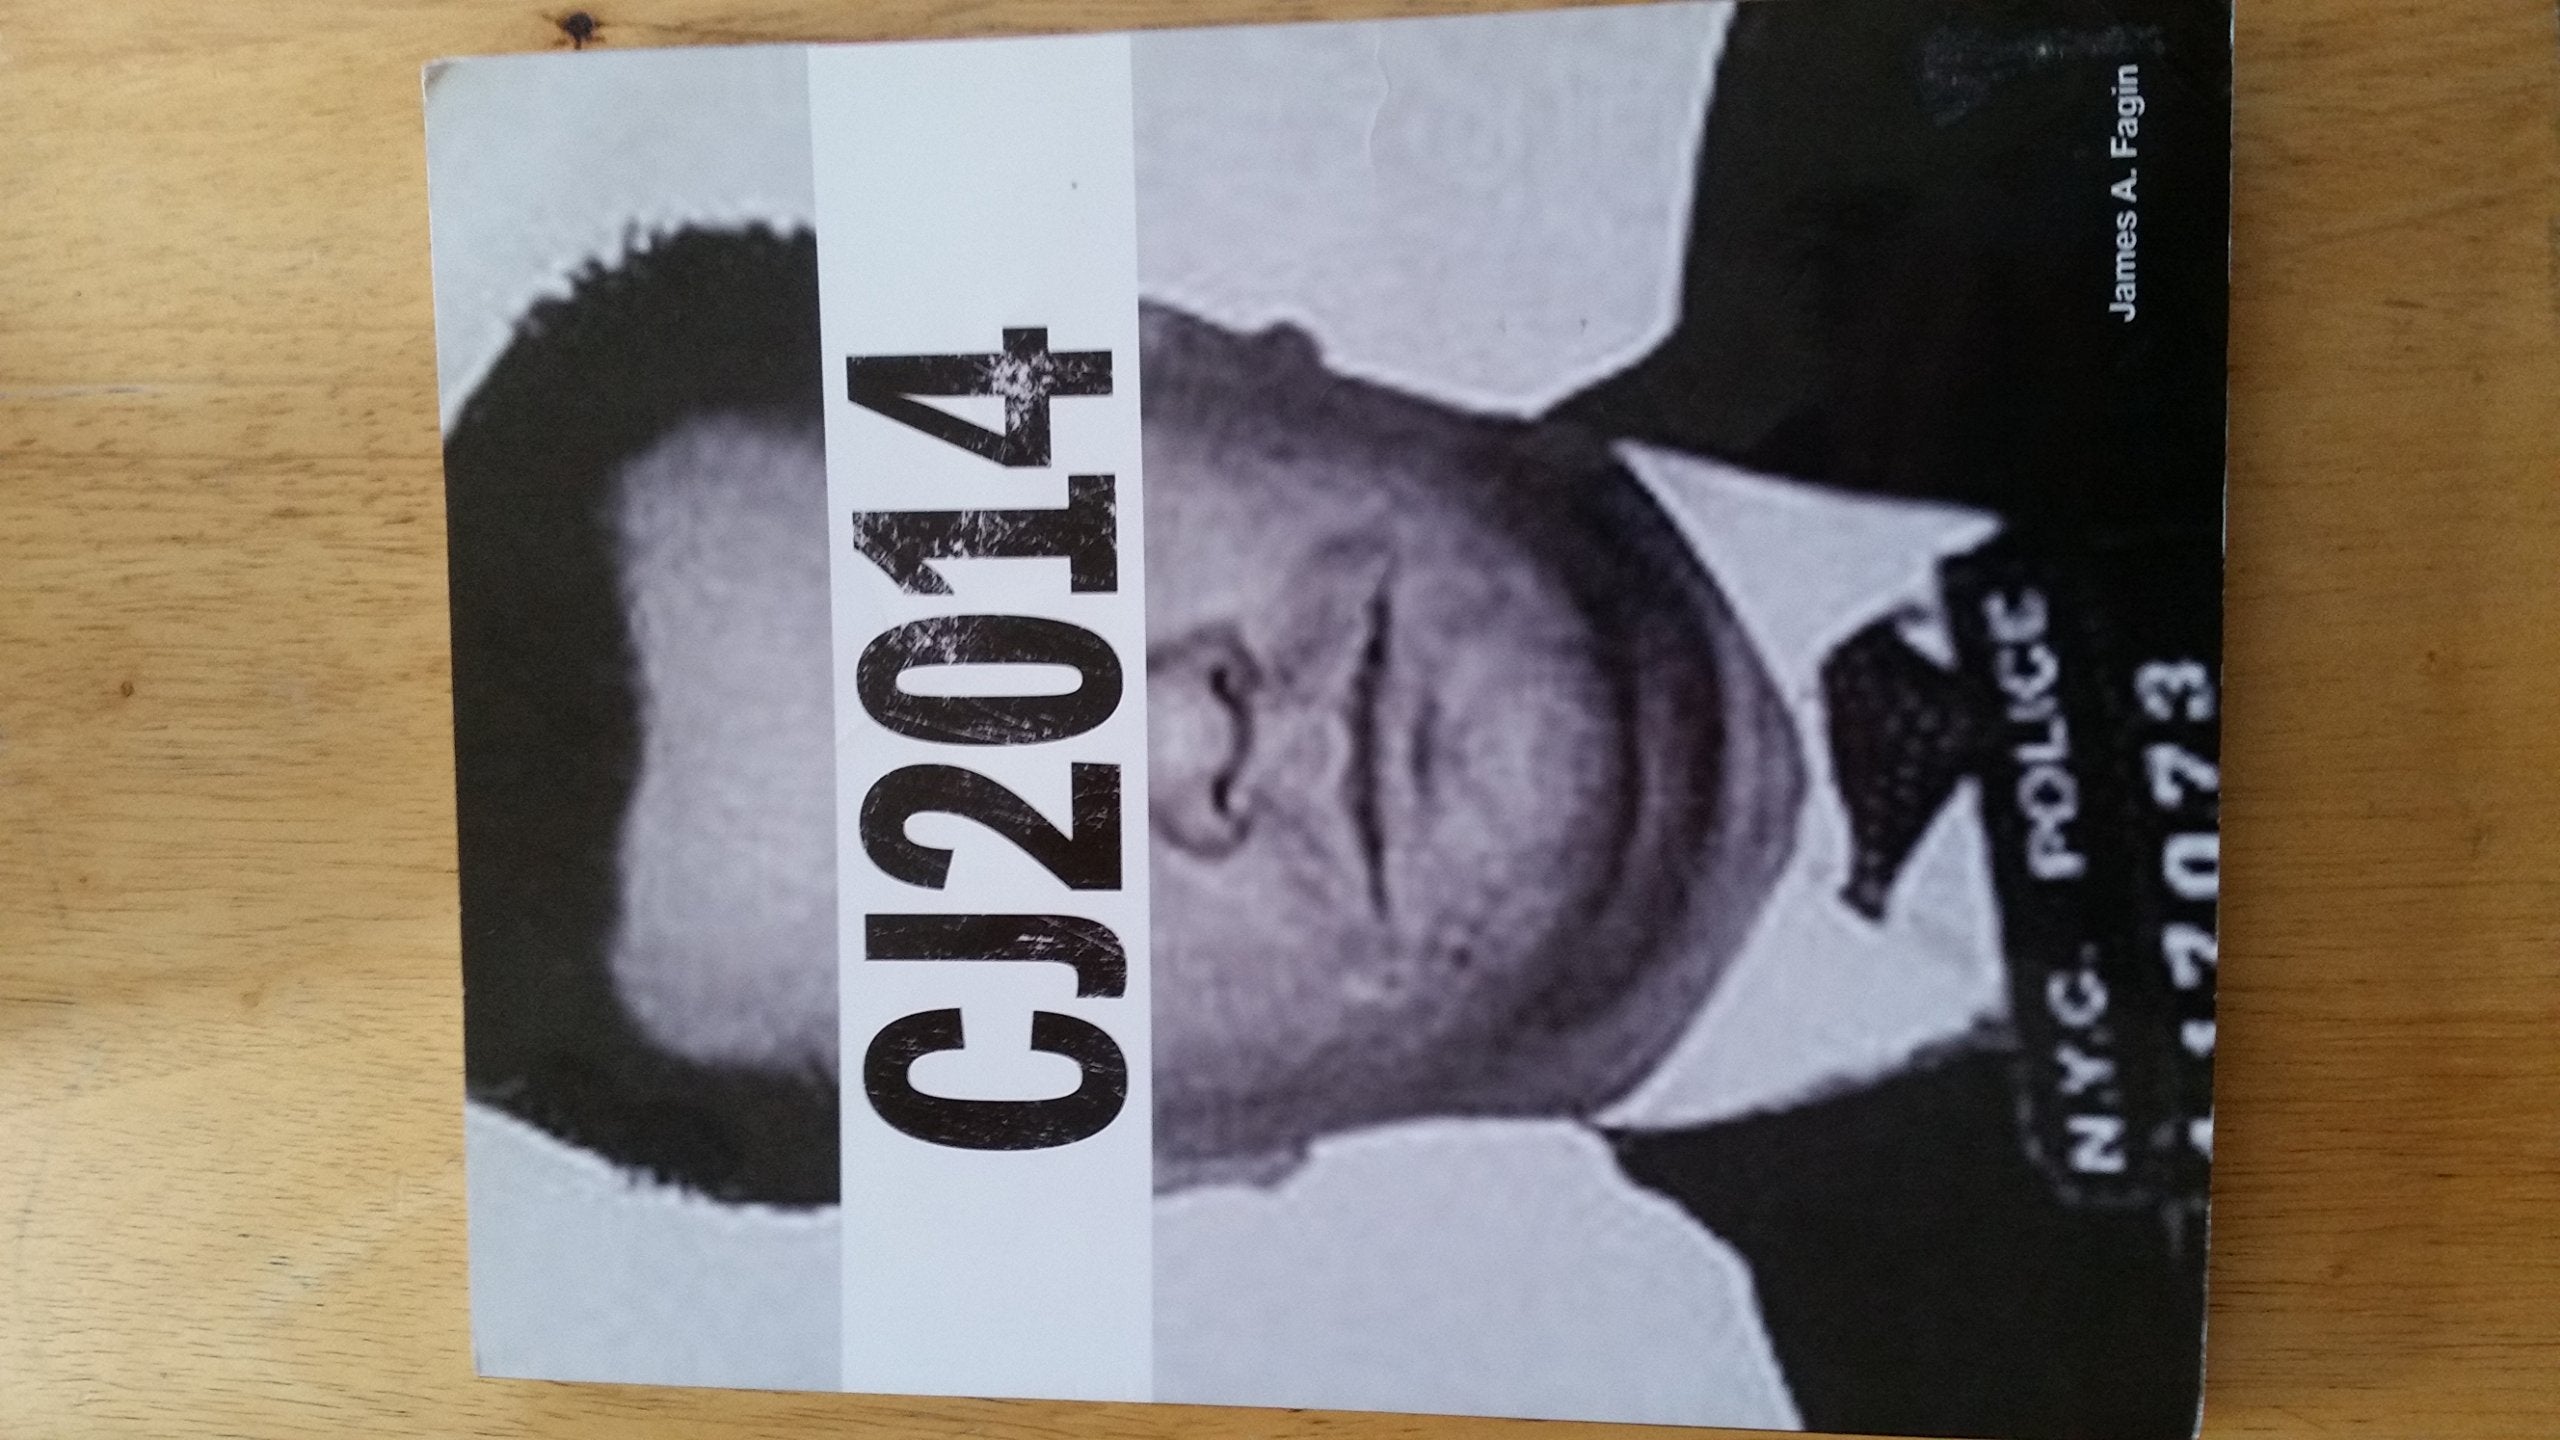 CJ2014
N.Y.C. POLICE
James A. Fagin